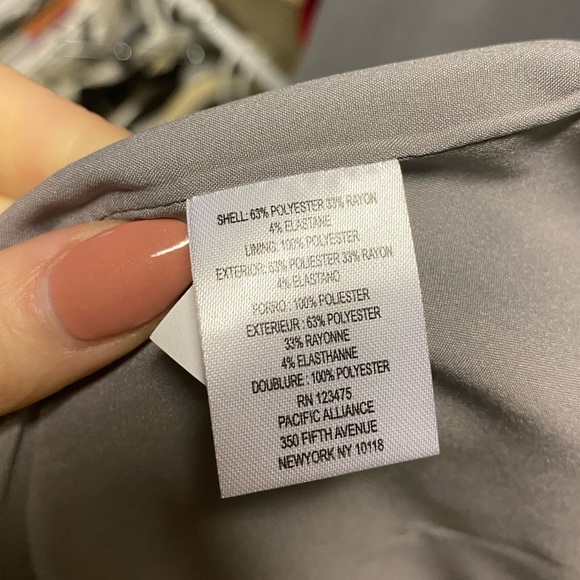 SHELL: 63% POLYESTER 33% RAYON
4% ELASTANE
LINING: 100% POLYESTER
EXTERIOR: 63% POLIESTER 33% RAYON
4% ELASTANO
FORRO: 100% POLIESTER
EXTERIEUR : 63% POLYESTER
33% RAYONNE
4% ELASTHANNE
DOUBLURE : 100% POLYESTER
RN 123475
PACIFIC ALLIANCE
350 FIFTH AVENUE
NEWYORK NY 10118